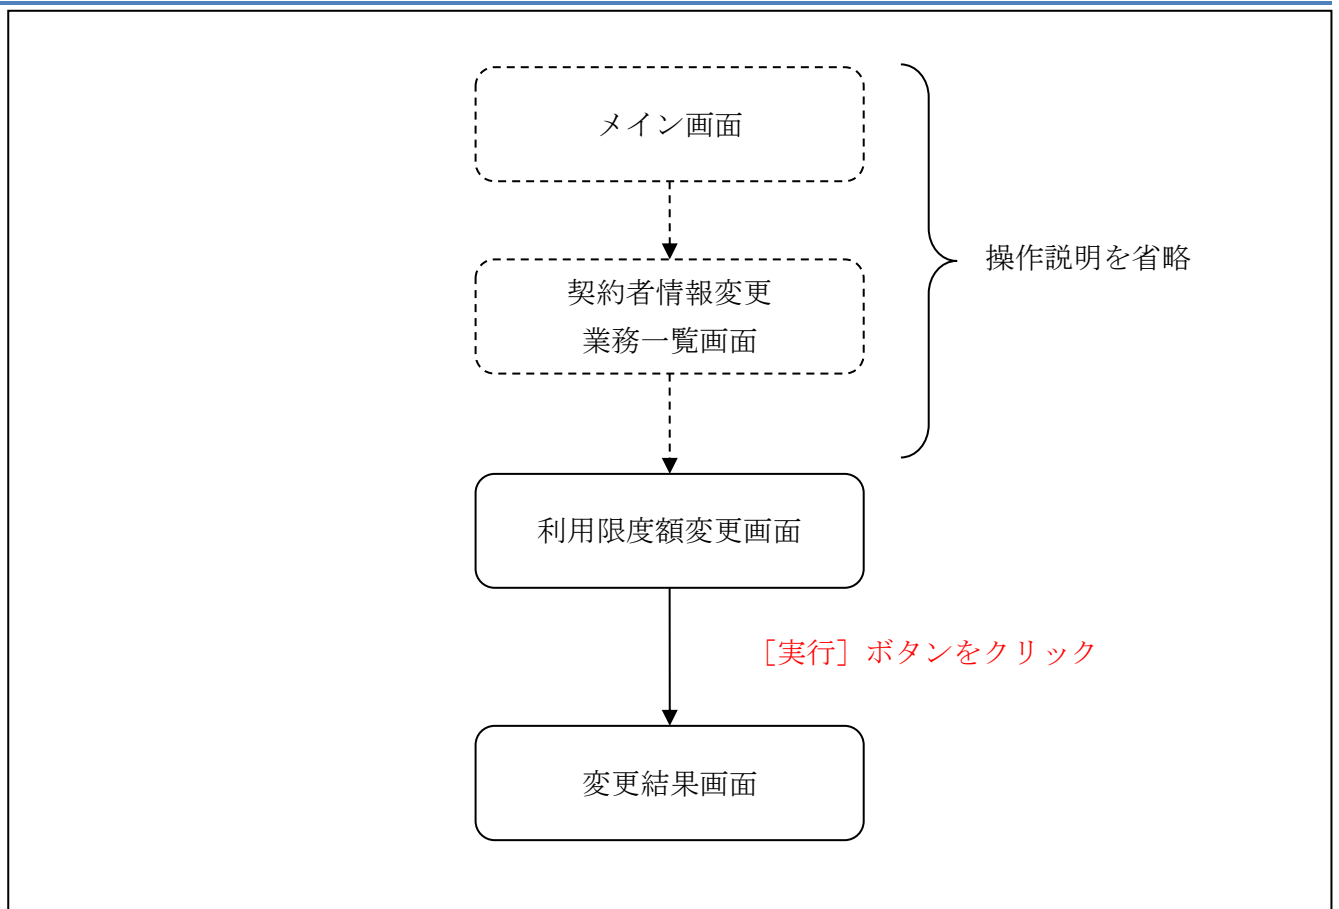 メイン画面
操作説明を省略
契約者情報変更
業務一覧画面
利用限度額変更画面
［実行］ボタンをクリック
変更結果画面